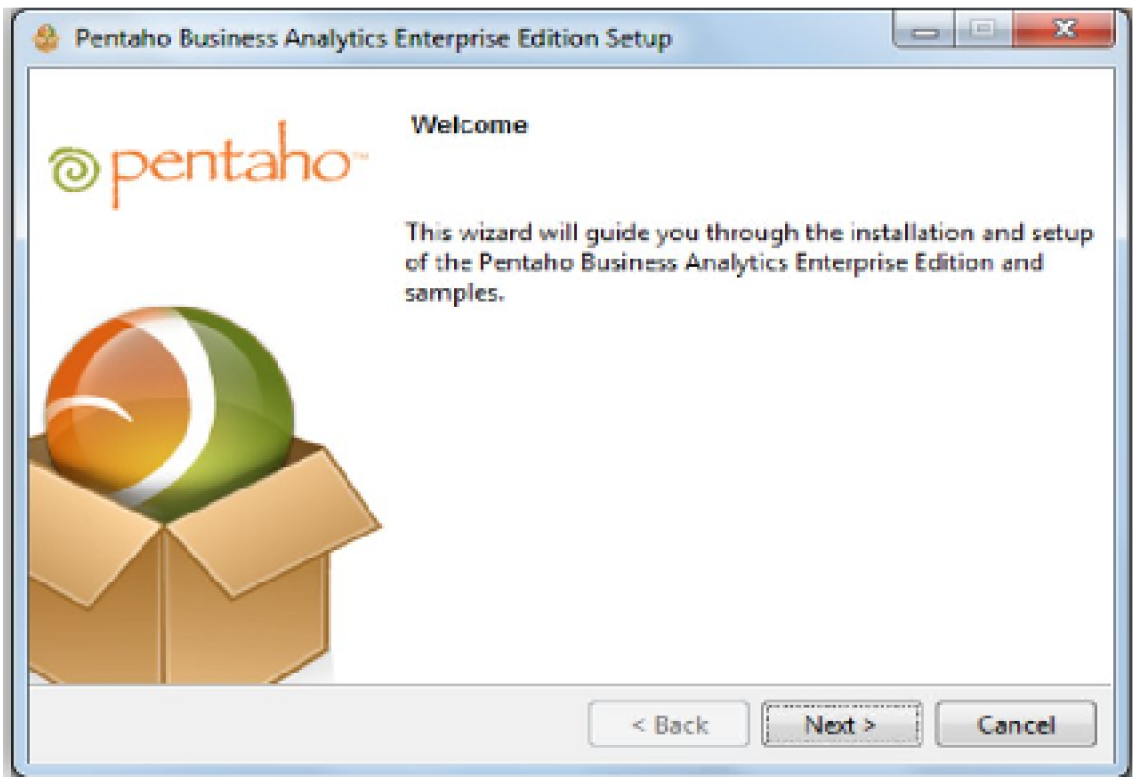 Pentaho Business Analytics Enterprise Edition Setup
pentaho™
Welcome
This wizard will guide you through the installation and setup
of the Pentaho Business Analytics Enterprise Edition and
samples.
< Back
Next >
Cancel